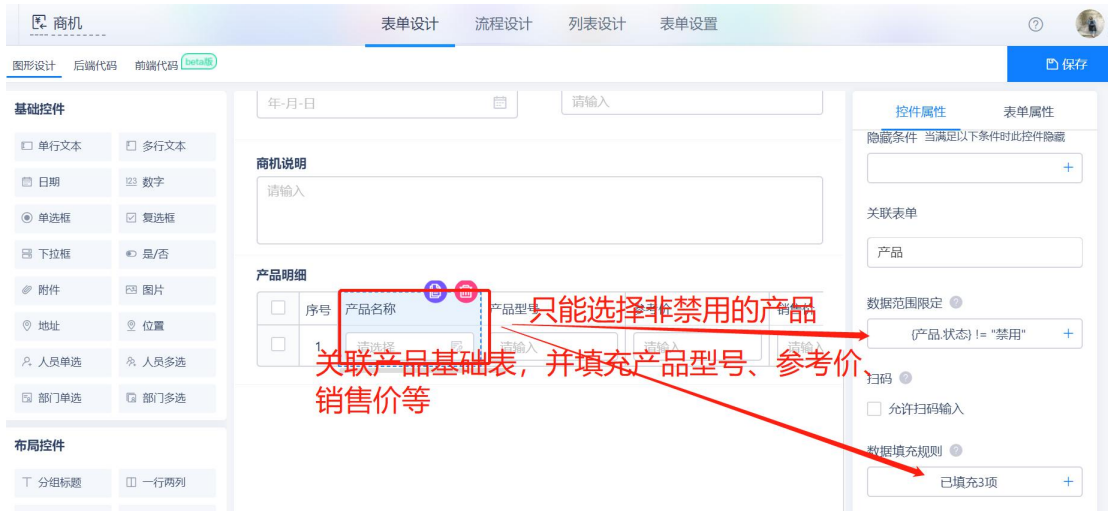 商机
表单设计 流程设计 列表设计 表单设置
图形设计 后端代码 前端代码 beta版
保存
基础控件
单行文本 多行文本
日期 数字
单选框 复选框
下拉框 是/否
附件 图片
地址 位置
人员单选 人员多选
部门单选 部门多选
布局控件
分组标题 一行两列
年-月-日 请输入
商机说明
请输入
产品明细
序号 产品名称 产品型号 参考价 销售价
1 请选择 请输入 请输入 请输入
只能选择非禁用的产品
关联产品基础表，并填充产品型号、参考价、
销售价等
控件属性 表单属性
隐藏条件 当满足以下条件时此控件隐藏
关联表单
产品
数据范围限定
{产品.状态} != "禁用"
扫码
允许扫码输入
数据填充规则
已填充3项